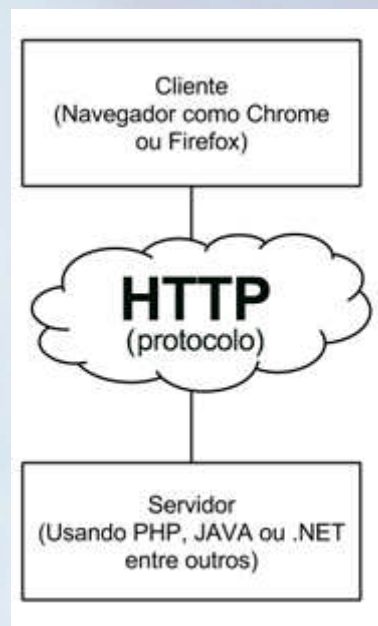 Cliente
(Navegador como Chrome
ou Firefox)
HTTP
(protocolo)
Servidor
(Usando PHP, JAVA ou .NET
entre outros)